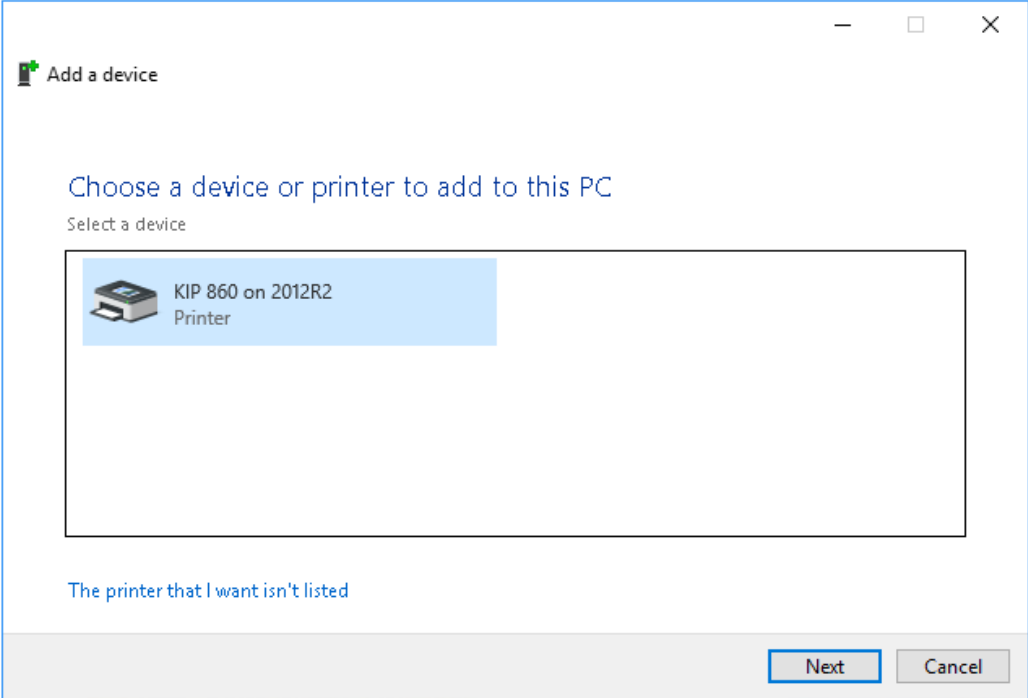 Add a device
Choose a device or printer to add to this PC
Select a device
KIP 860 on 2012R2
Printer
The printer that I want isn't listed
Next
Cancel